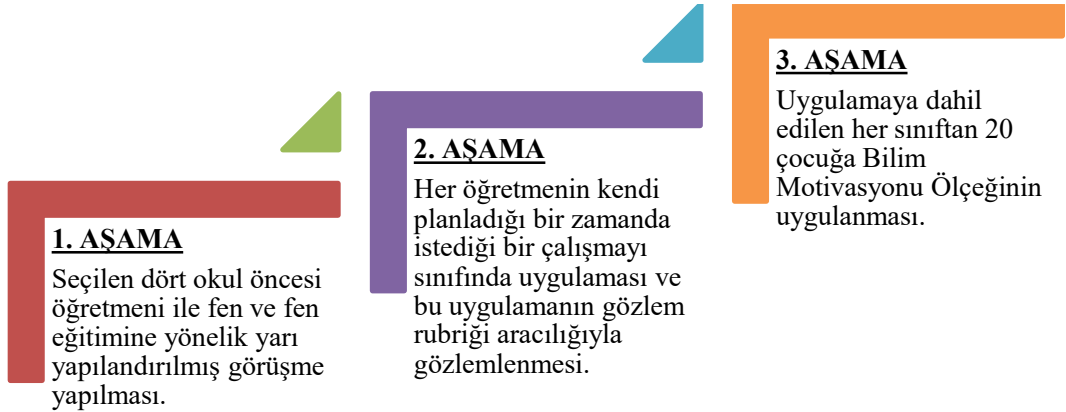 1. AŞAMA
Seçilen dört okul öncesi
öğretmeni ile fen ve fen
eğitimine yönelik yarı
yapılandırılmış görüşme
yapılması.
2. AŞAMA
Her öğretmenin kendi
planladığı bir zamanda
istediği bir çalışmayı
sınıfında uygulaması ve
bu uygulamanın gözlem
rubriği aracılığıyla
gözlemlenmesi.
3. AŞAMA
Uygulamaya dahil
edilen her sınıftan 20
çocuğa Bilim
Motivasyonu Ölçeğinin
uygulanması.